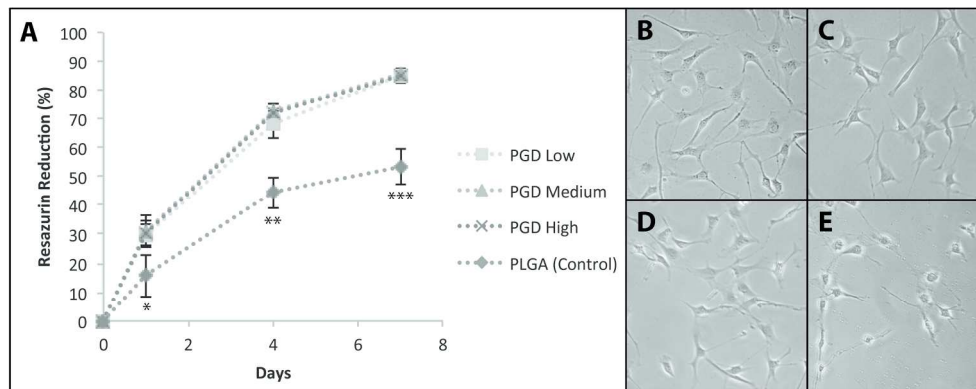 A
Resazurin Reduction (%)
100
90
80
70
60
50
40
30
20
10
0
*
**
***
0
2
4
6
8
Days
PGD Low
PGD Medium
PGD High
PLGA (Control)
B
C
D
E